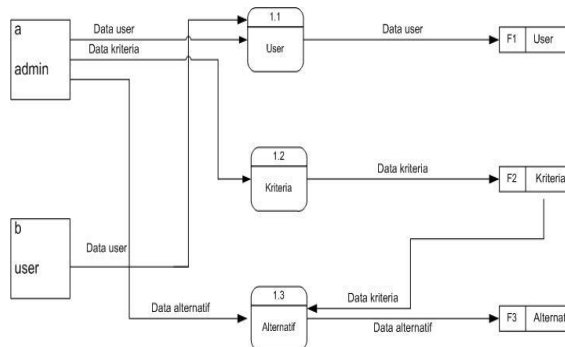 a
admin
Data user
Data kriteria
1.1
User
Data user
F1 User
1.2
Kriteria
Data kriteria
F2 Kriteria
b
user
Data user
Data alternatif
1.3
Alternatif
Data kriteria
Data alternatif
F3 Alternatif